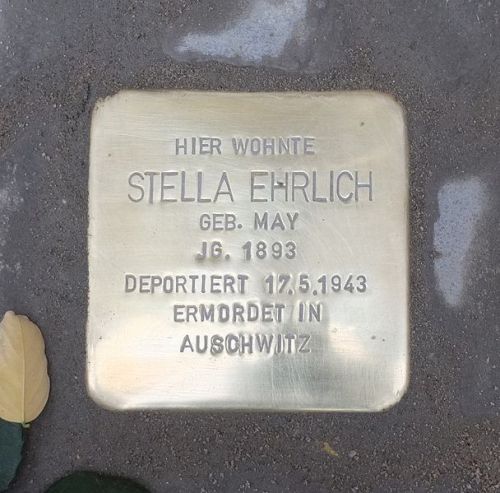 HIER WOHNTE
STELLA EHRLICH
GEB. MAY
JG. 1893
DEPORTIERT 17.5.1943
ERMORDET IN
AUSCHWITZ